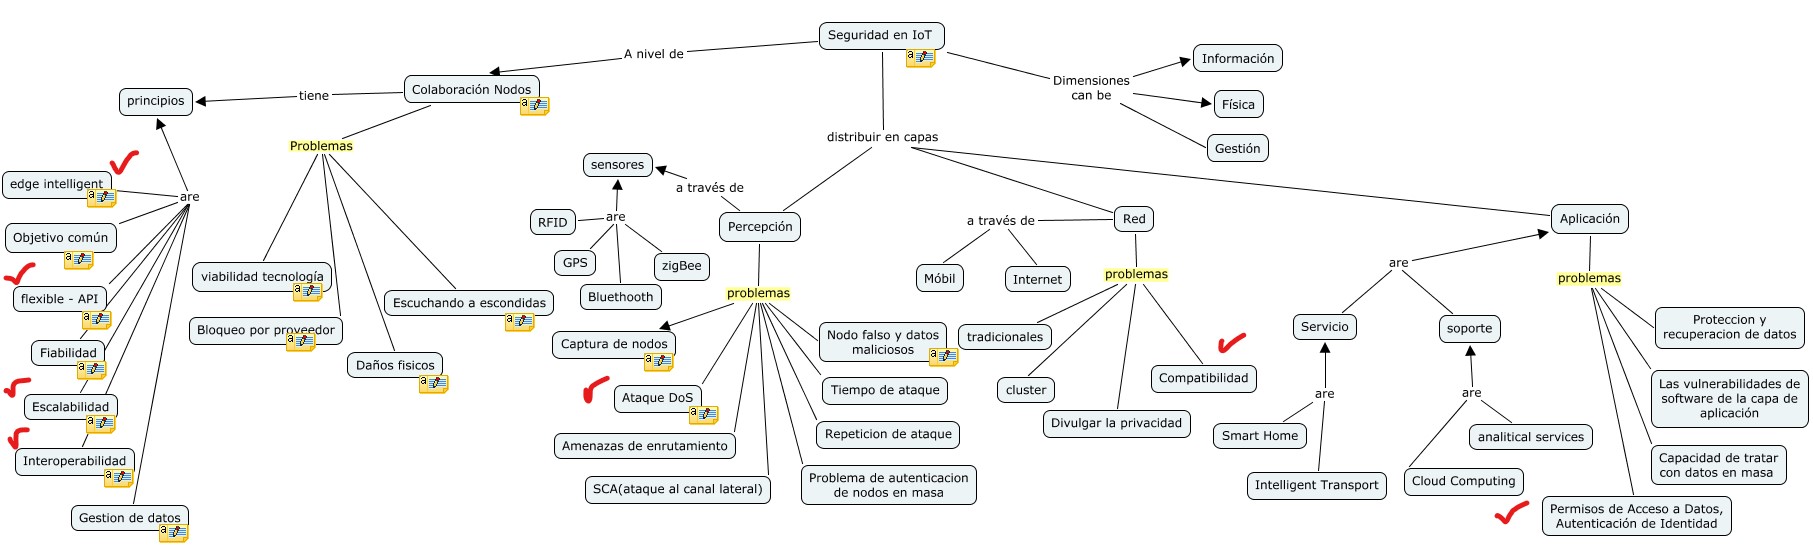 Seguridad en IoT
A nivel de
Colaboración Nodos
tiene
principios
are
edge intelligent
Objetivo común
flexible - API
Fiabilidad
Escalabilidad
Interoperabilidad
Gestion de datos
Problemas
viabilidad tecnología
Bloqueo por proveedor
Daños fisicos
Escuchando a escondidas
Dimensiones
can be
Información
Física
Gestión
distribuir en capas
Percepción
a través de
sensores
are
RFID
GPS
Bluethooth
zigBee
problemas
Captura de nodos
Ataque DoS
Amenazas de enrutamiento
SCA(ataque al canal lateral)
Problema de autenticacion
de nodos en masa
Repeticion de ataque
Tiempo de ataque
Nodo falso y datos
maliciosos
Red
a través de
Móbil
Internet
problemas
tradicionales
cluster
Divulgar la privacidad
Compatibilidad
Aplicación
are
Servicio
are
Smart Home
Intelligent Transport
soporte
are
Cloud Computing
analitical services
problemas
Proteccion y
recuperacion de datos
Las vulnerabilidades de
software de la capa de
aplicación
Capacidad de tratar
con datos en masa
Permisos de Acceso a Datos,
Autenticación de Identidad